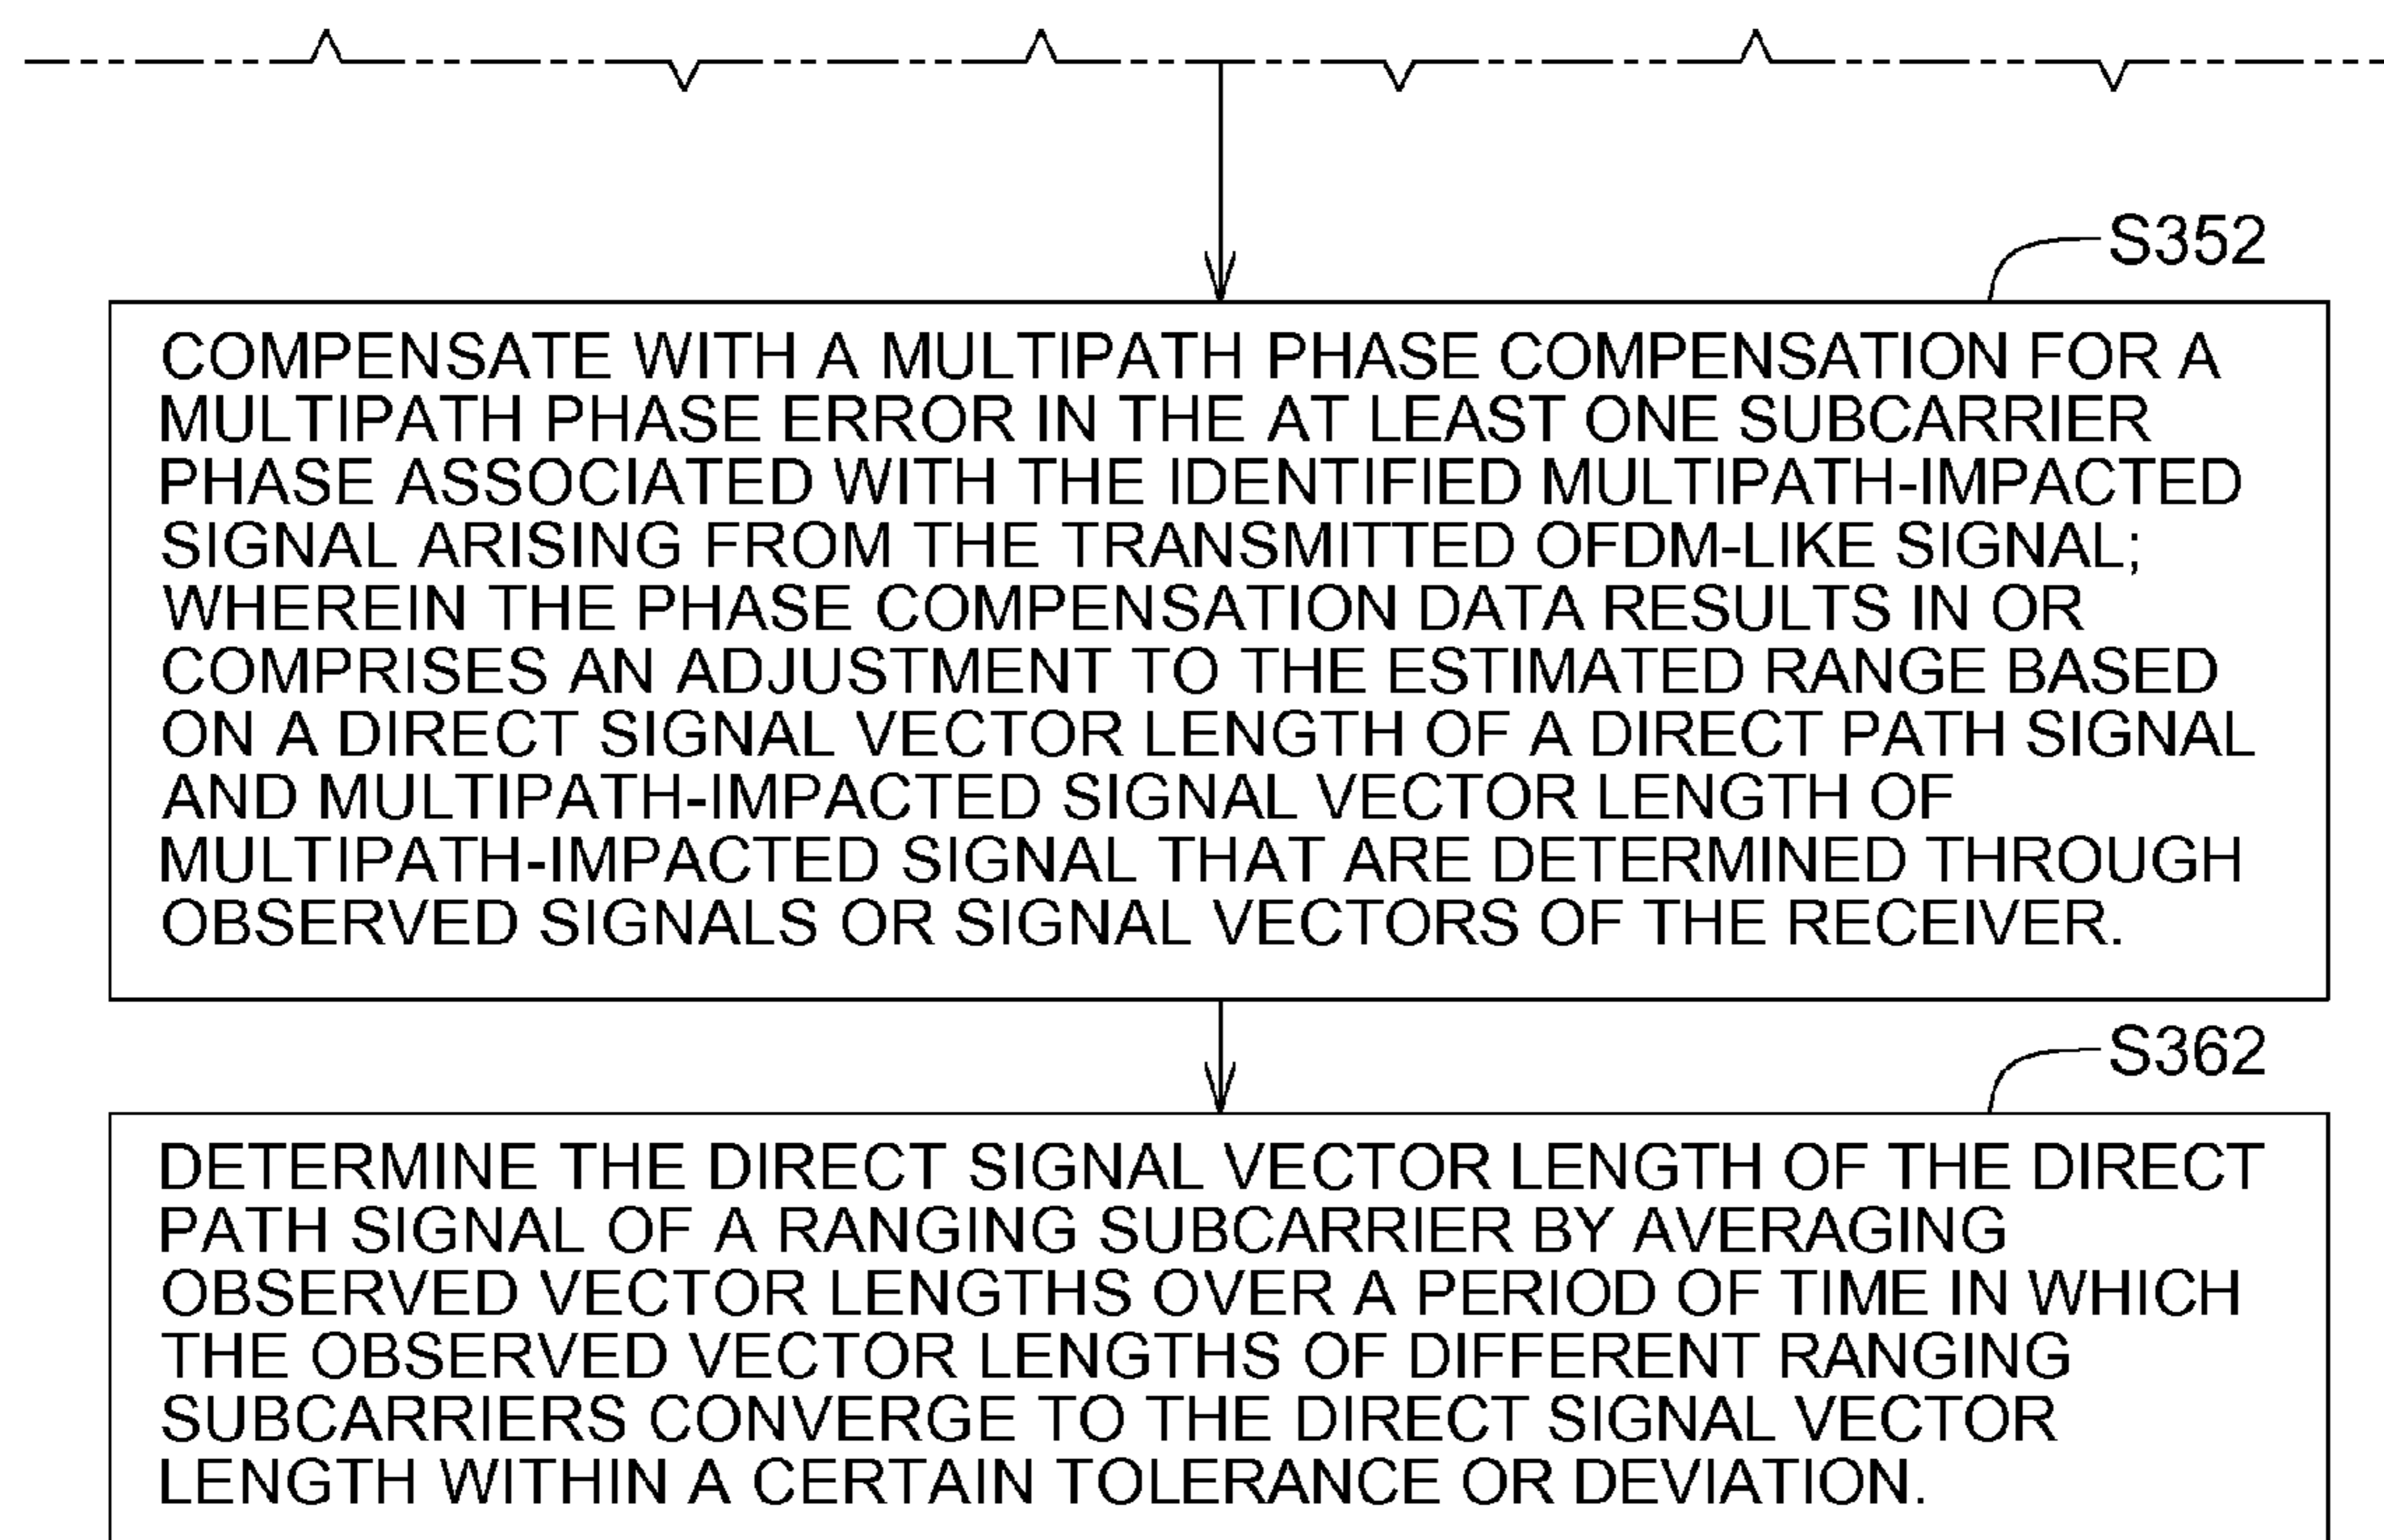 S352
COMPENSATE WITH A MULTIPATH PHASE COMPENSATION FOR A
MULTIPATH PHASE ERROR IN THE AT LEAST ONE SUBCARRIER
PHASE ASSOCIATED WITH THE IDENTIFIED MULTIPATH-IMPACTED
SIGNAL ARISING FROM THE TRANSMITTED OFDM-LIKE SIGNAL;
WHEREIN THE PHASE COMPENSATION DATA RESULTS IN OR
COMPRISES AN ADJUSTMENT TO THE ESTIMATED RANGE BASED
ON A DIRECT SIGNAL VECTOR LENGTH OF A DIRECT PATH SIGNAL
AND MULTIPATH-IMPACTED SIGNAL VECTOR LENGTH OF
MULTIPATH-IMPACTED SIGNAL THAT ARE DETERMINED THROUGH
OBSERVED SIGNALS OR SIGNAL VECTORS OF THE RECEIVER.
S362
DETERMINE THE DIRECT SIGNAL VECTOR LENGTH OF THE DIRECT
PATH SIGNAL OF A RANGING SUBCARRIER BY AVERAGING
OBSERVED VECTOR LENGTHS OVER A PERIOD OF TIME IN WHICH
THE OBSERVED VECTOR LENGTHS OF DIFFERENT RANGING
SUBCARRIERS CONVERGE TO THE DIRECT SIGNAL VECTOR
LENGTH WITHIN A CERTAIN TOLERANCE OR DEVIATION.